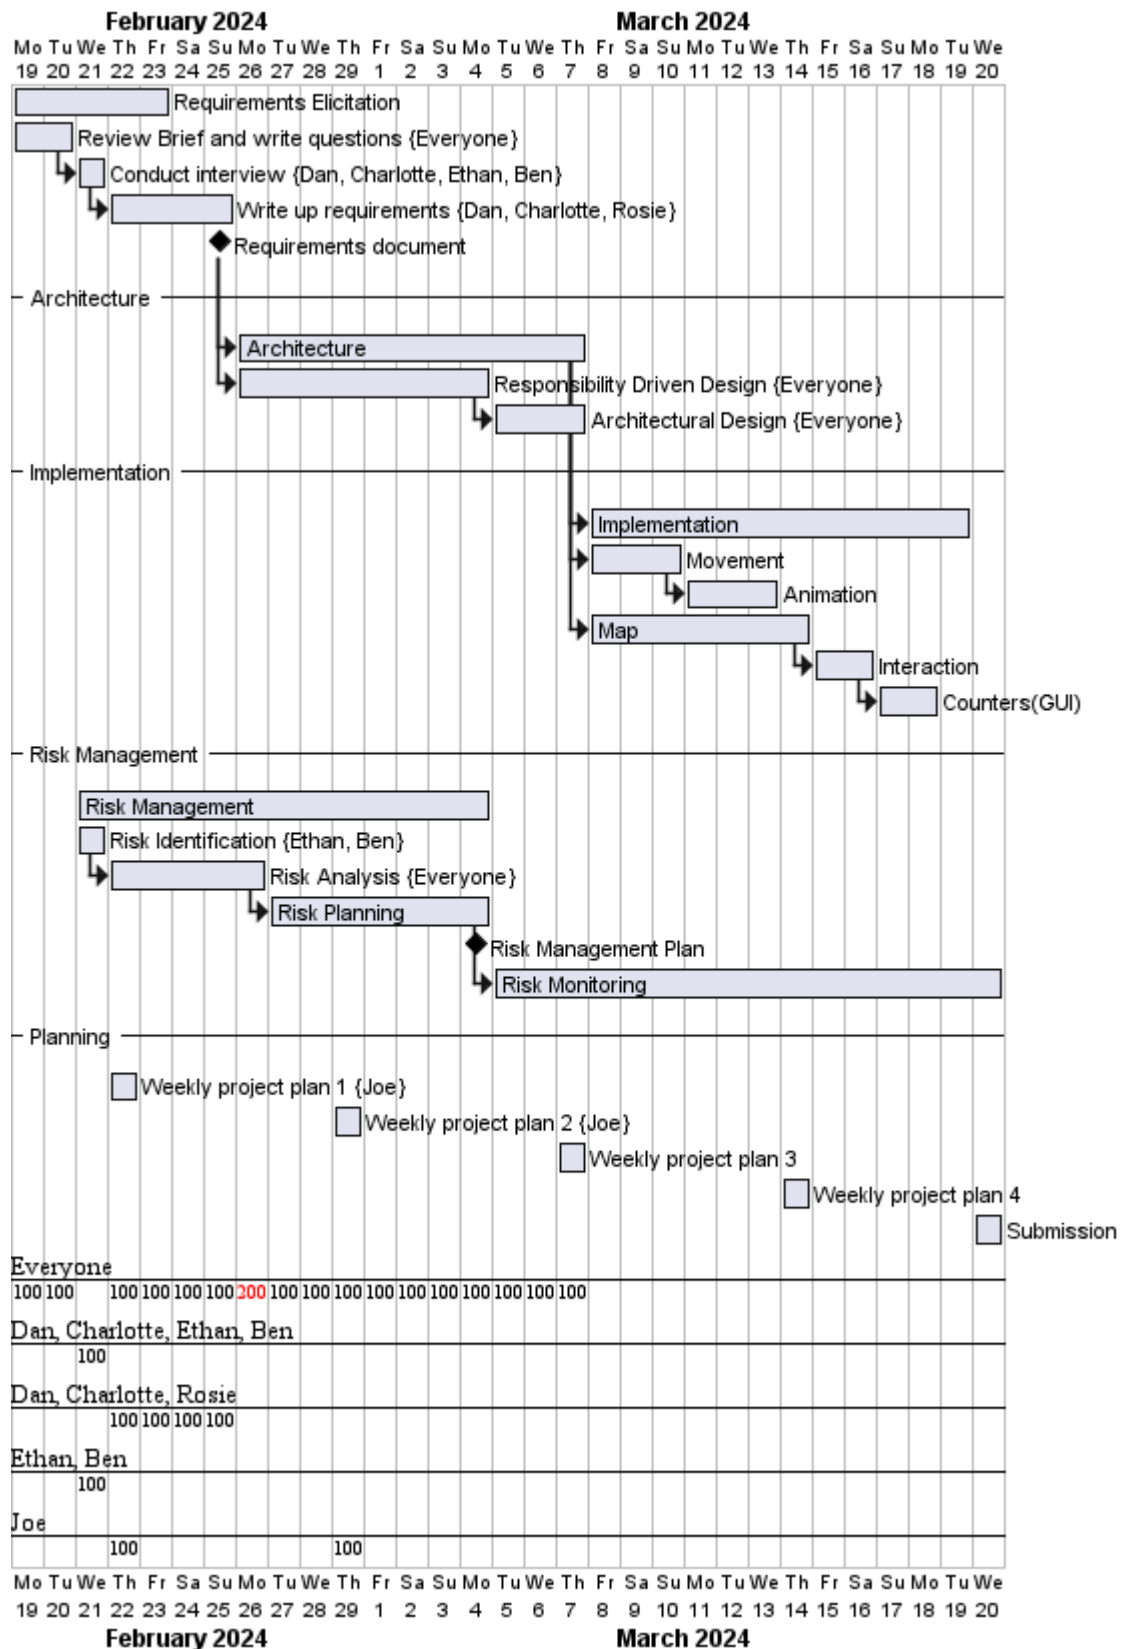 February 2024 March 2024
Mo Tu We Th Fr Sa Su Mo Tu We Th Fr Sa Su Mo Tu We Th Fr Sa Su Mo Tu We Th Fr Sa Su Mo Tu We
19 20 21 22 23 24 25 26 27 28 29 1 2 3 4 5 6 7 8 9 10 11 12 13 14 15 16 17 18 19 20
Requirements Elicitation
Review Brief and write questions {Everyone}
Conduct interview {Dan, Charlotte, Ethan, Ben}
Write up requirements {Dan, Charlotte, Rosie}
Requirements document
Architecture
Architecture
Responsibility Driven Design {Everyone}
Architectural Design {Everyone}
Implementation
Implementation
Movement
Animation
Map
Interaction
Counters(GUI)
Risk Management
Risk Management
Risk Identification {Ethan, Ben}
Risk Analysis {Everyone}
Risk Planning
Risk Management Plan
Risk Monitoring
Planning
Weekly project plan 1 {Joe}
Weekly project plan 2 {Joe}
Weekly project plan 3
Weekly project plan 4
Submission
Everyone
100 100 100 100 100 100 200 100 100 100 100 100 100 100 100 100 100
Dan, Charlotte, Ethan, Ben
100
Dan, Charlotte, Rosie
100 100 100 100
Ethan, Ben
100
Joe
100 100
Mo Tu We Th Fr Sa Su Mo Tu We Th Fr Sa Su Mo Tu We Th Fr Sa Su Mo Tu We Th Fr Sa Su Mo Tu We
19 20 21 22 23 24 25 26 27 28 29 1 2 3 4 5 6 7 8 9 10 11 12 13 14 15 16 17 18 19 20
February 2024 March 2024